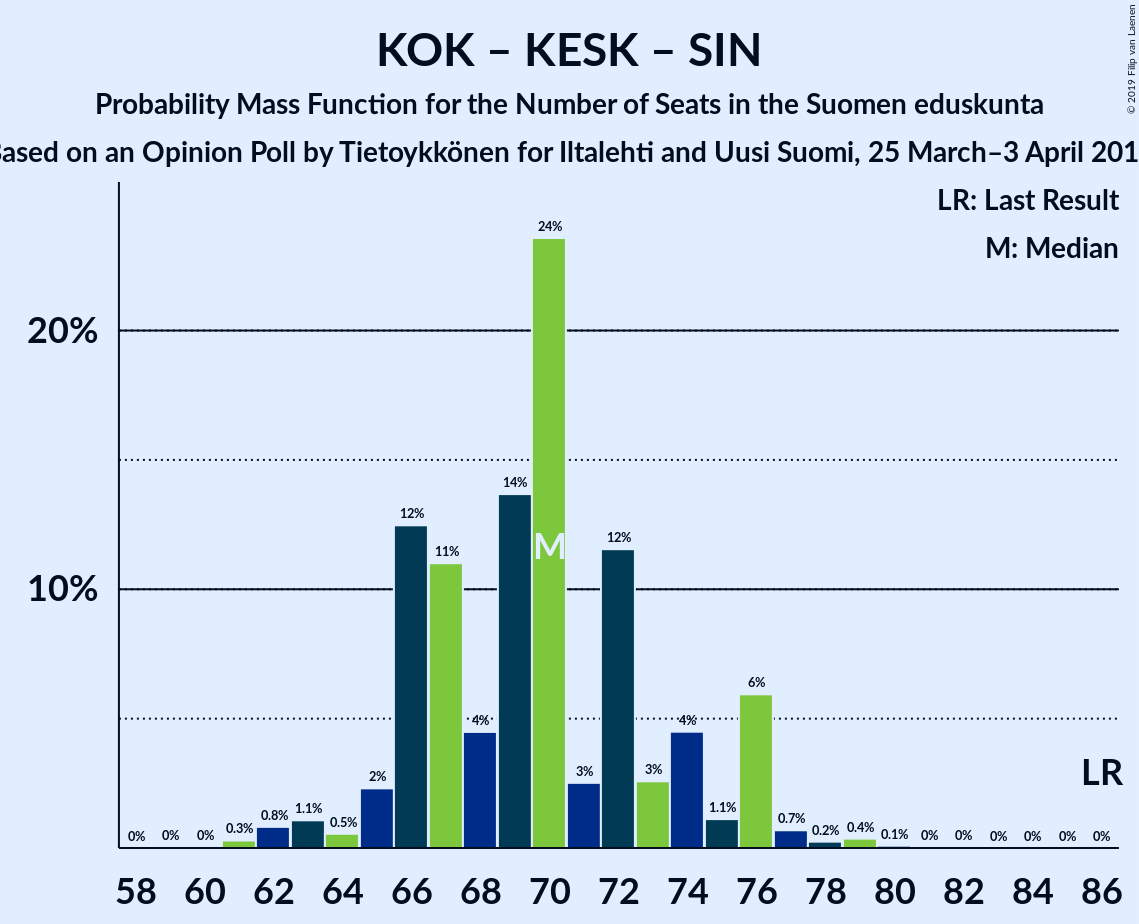 KOK – KESK – SIN
Probability Mass Function for the Number of Seats in the Suomen eduskunta
ased on an Opinion Poll by Tietoykkönen for Iltalehti and Uusi Suomi, 25 March–3 April 201
© 2019 Filip van Laenen
LR: Last Result
M: Median
20%
10%
0% 0% 0% 0.3% 0.8% 1.1% 0.5% 2% 12% 11% 4% 14% 24% 3% 12% 3% 4% 1.1% 6% 0.7% 0.2% 0.4% 0.1% 0% 0% 0% 0% 0% 0%
M
LR
58 60 62 64 66 68 70 72 74 76 78 80 82 84 86